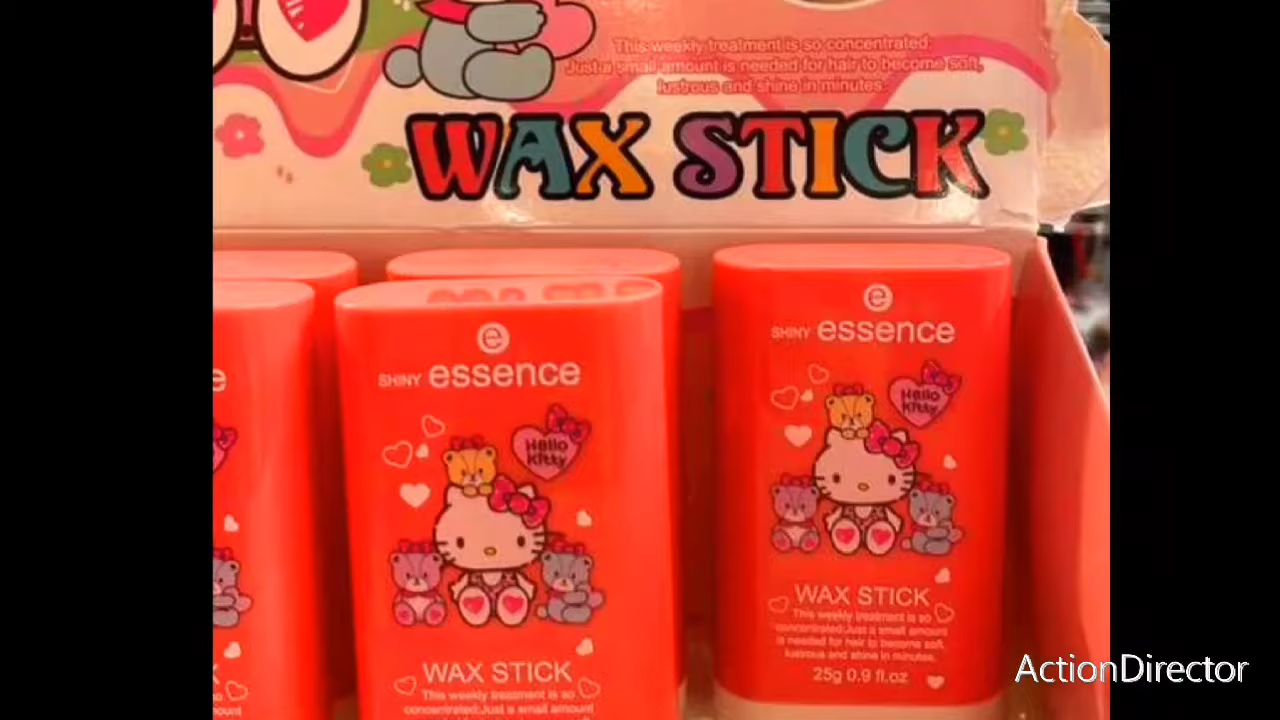 This weekly treatment is so concentrated.
Just a small amount is needed for hair to become soft,
lustrous and shine in minutes.
WAX STICK
e
SHINY essence
Hello
Kitty
WAX STICK
This weekly treatment is so
concentrated.Just a small amount
e
SHINY essence
Hello
Kitty
WAX STICK
This weekly treatment is so
concentrated.Just a small amount
is needed for hair to become soft,
lustrous and shine in minutes.
25g 0.9 fl.oz
ActionDirector